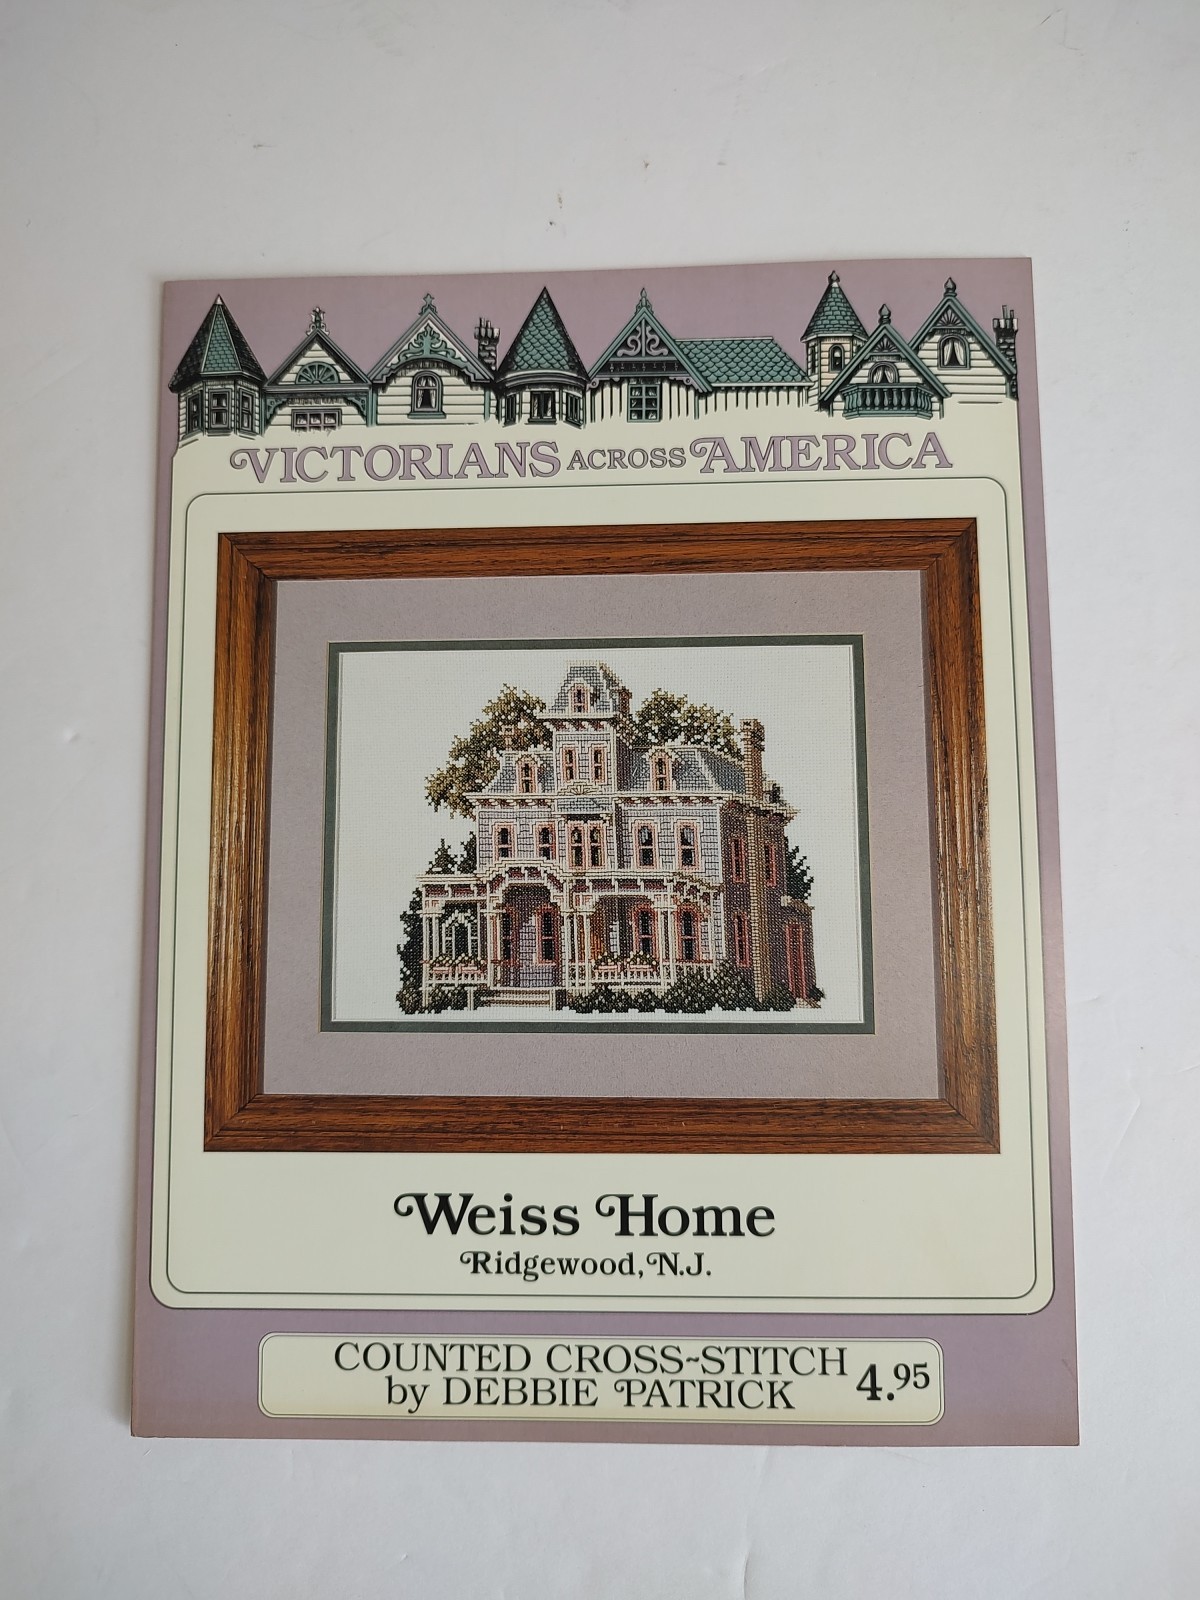 VICTORIANS ACROSS AMERICA
Weiss Home
Ridgewood, N.J.
COUNTED CROSS~STITCH 4.95
by DEBBIE PATRICK